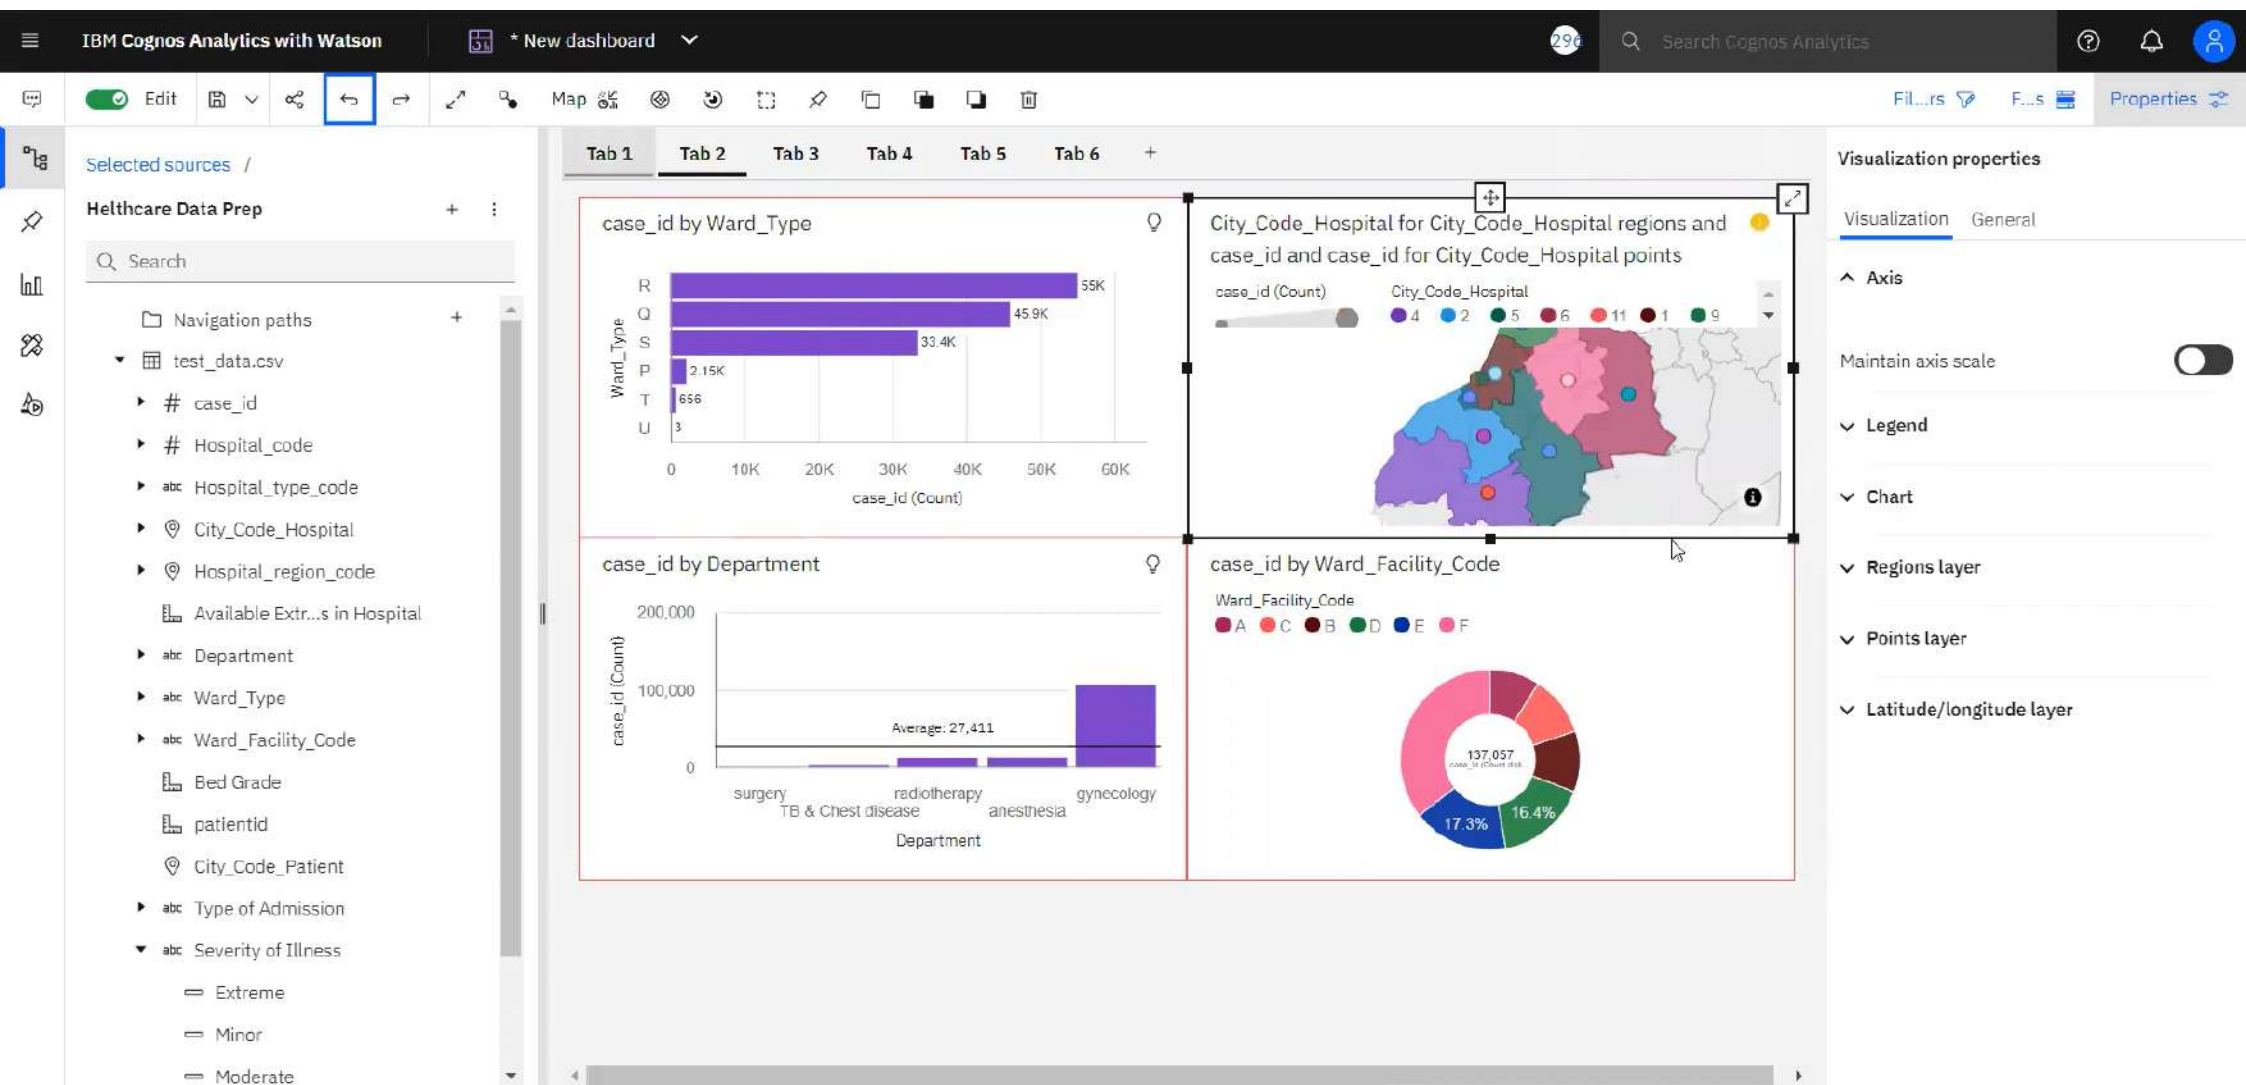 IBM Cognos Analytics with Watson
* New dashboard
296
Search Cognos Analytics
Edit
Map
Fil...rs
F...s
Properties
Selected sources /
Helthcare Data Prep
Search
Navigation paths
test_data.csv
case_id
Hospital_code
abc Hospital_type_code
City_Code_Hospital
Hospital_region_code
Available Extr...s in Hospital
abc Department
abc Ward_Type
abc Ward_Facility_Code
Bed Grade
patientid
City_Code_Patient
abc Type of Admission
abc Severity of Illness
Extreme
Minor
Moderate
Tab 1
Tab 2
Tab 3
Tab 4
Tab 5
Tab 6
+
case_id by Ward_Type
Ward_Type
R 55K
Q 45.9K
S 33.4K
P 2.15K
T 656
U 3
0 10K 20K 30K 40K 50K 60K
case_id (Count)
City_Code_Hospital for City_Code_Hospital regions and
case_id and case_id for City_Code_Hospital points
case_id (Count)
City_Code_Hospital
4 2 5 6 11 1 9
case_id by Department
case_id (Count)
200,000
100,000
0
Average: 27,411
surgery
TB & Chest disease
radiotherapy
anesthesia
gynecology
Department
case_id by Ward_Facility_Code
Ward_Facility_Code
A C B D E F
137,057
17.3%
16.4%
Visualization properties
Visualization
General
Axis
Maintain axis scale
Legend
Chart
Regions layer
Points layer
Latitude/longitude layer